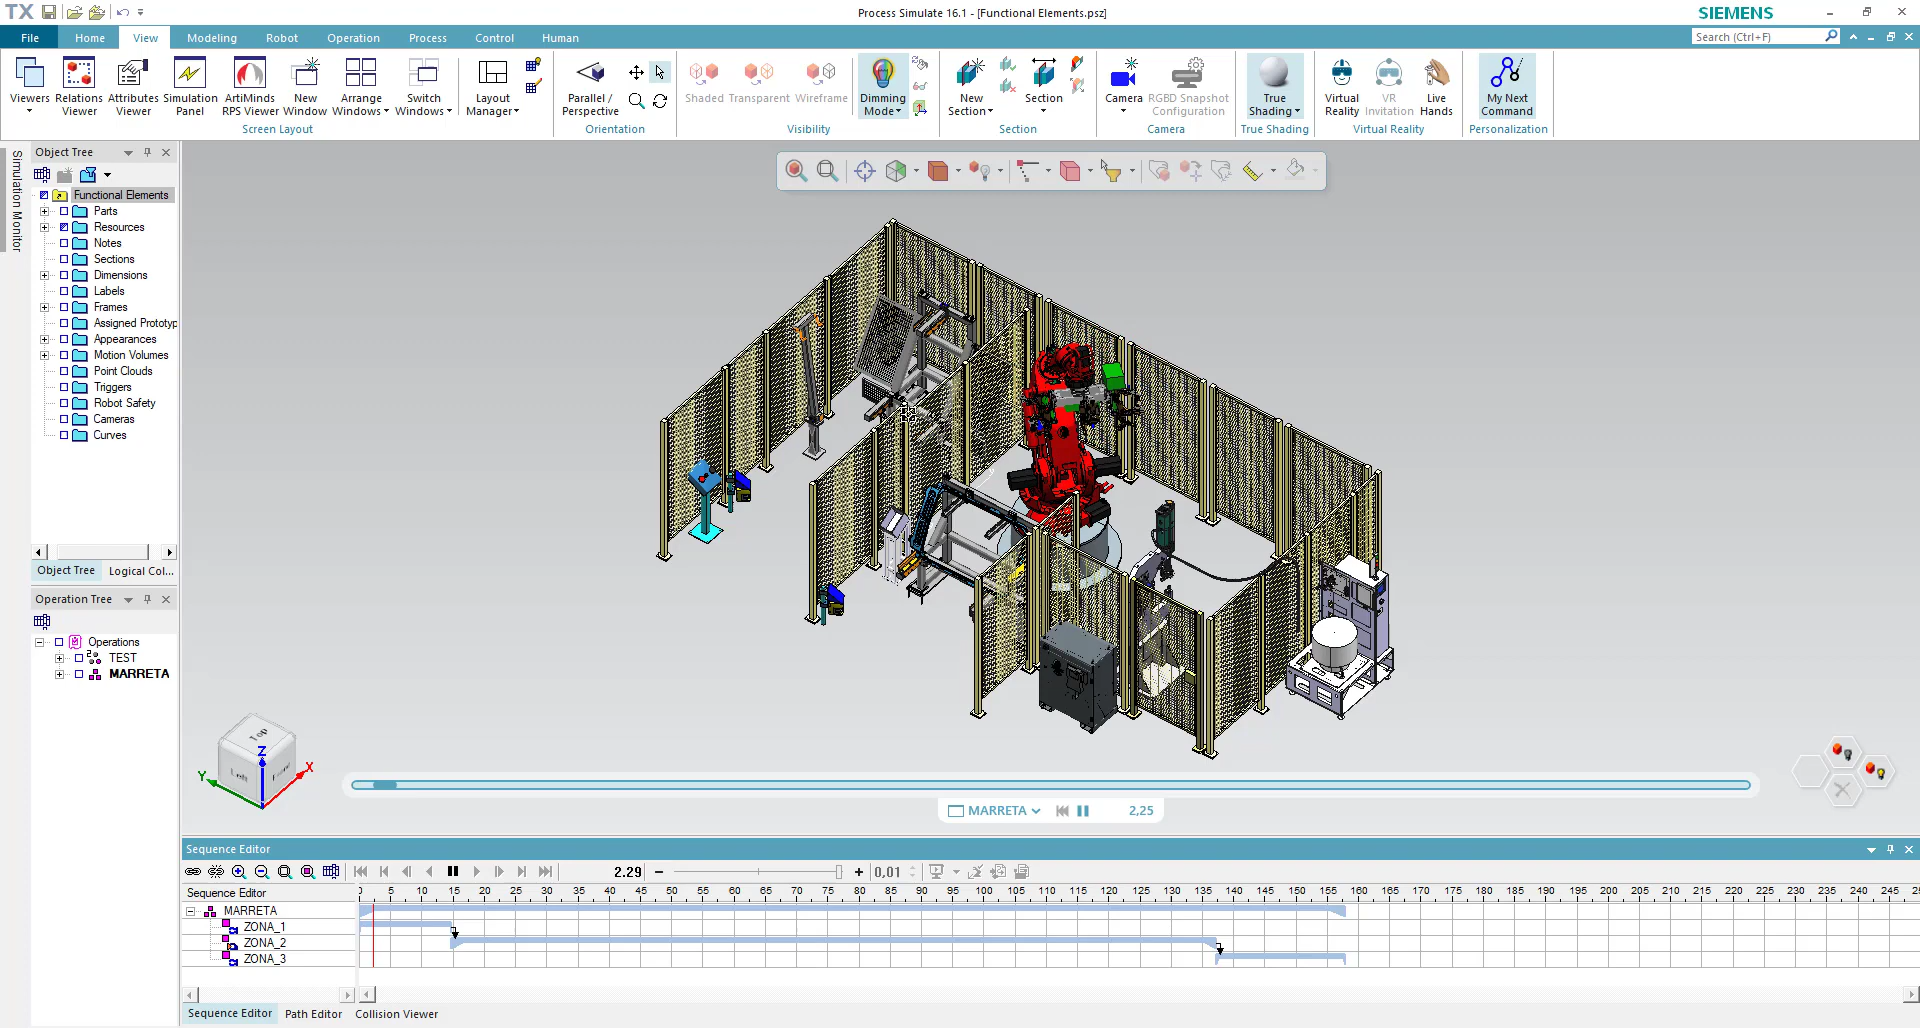 TX
Process Simulate 16.1 - [Functional Elements.psz]
SIEMENS
File Home View Modeling Robot Operation Process Control Human
Search (Ctrl+F)
Viewers
Relations Viewer
Attributes Viewer
Simulation Panel
ArtiMinds RPS Viewer
New Window
Arrange Windows
Switch Windows
Layout Manager
Screen Layout
Parallel / Perspective
Orientation
Shaded
Transparent
Wireframe
Dimming Mode
Visibility
New Section
Section
Section
Camera
RGBD Snapshot Configuration
Camera
True Shading
True Shading
Virtual Reality
VR Invitation
Live Hands
Virtual Reality
My Next Command
Personalization
Simulation Monitor
Object Tree
Functional Elements
Parts
Resources
Notes
Sections
Dimensions
Labels
Frames
Assigned Prototyp
Appearances
Motion Volumes
Point Clouds
Triggers
Robot Safety
Cameras
Curves
Object Tree Logical Col...
Operation Tree
Operations
TEST
MARRETA
Top
Z
X
Y
MARRETA 2,25
Sequence Editor
2.29 − + 0,01
Sequence Editor
5 10 15 20 25 30 35 40 45 50 55 60 65 70 75 80 85 90 95 100 105 110 115 120 125 130 135 140 145 150 155 160 165 170 175 180 185 190 195 200 205 210 215 220 225 230 235 240 245
MARRETA
ZONA_1
ZONA_2
ZONA_3
Sequence Editor Path Editor Collision Viewer